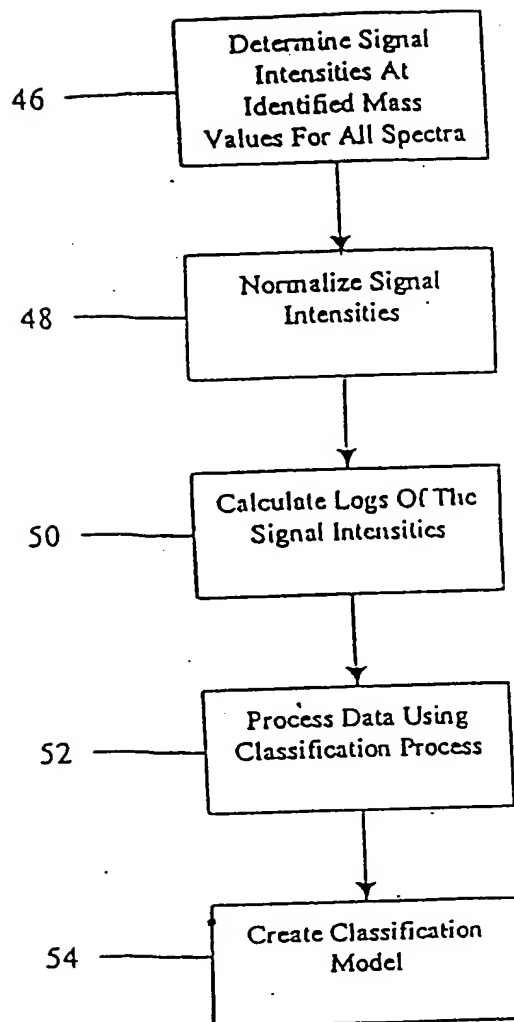 Determine Signal
Intensities At
Identified Mass
Values For All Spectra
46
Normalize Signal
Intensities
48
Calculate Logs Of The
Signal Intensities
50
Process Data Using
Classification Process
52
Create Classification
Model
54